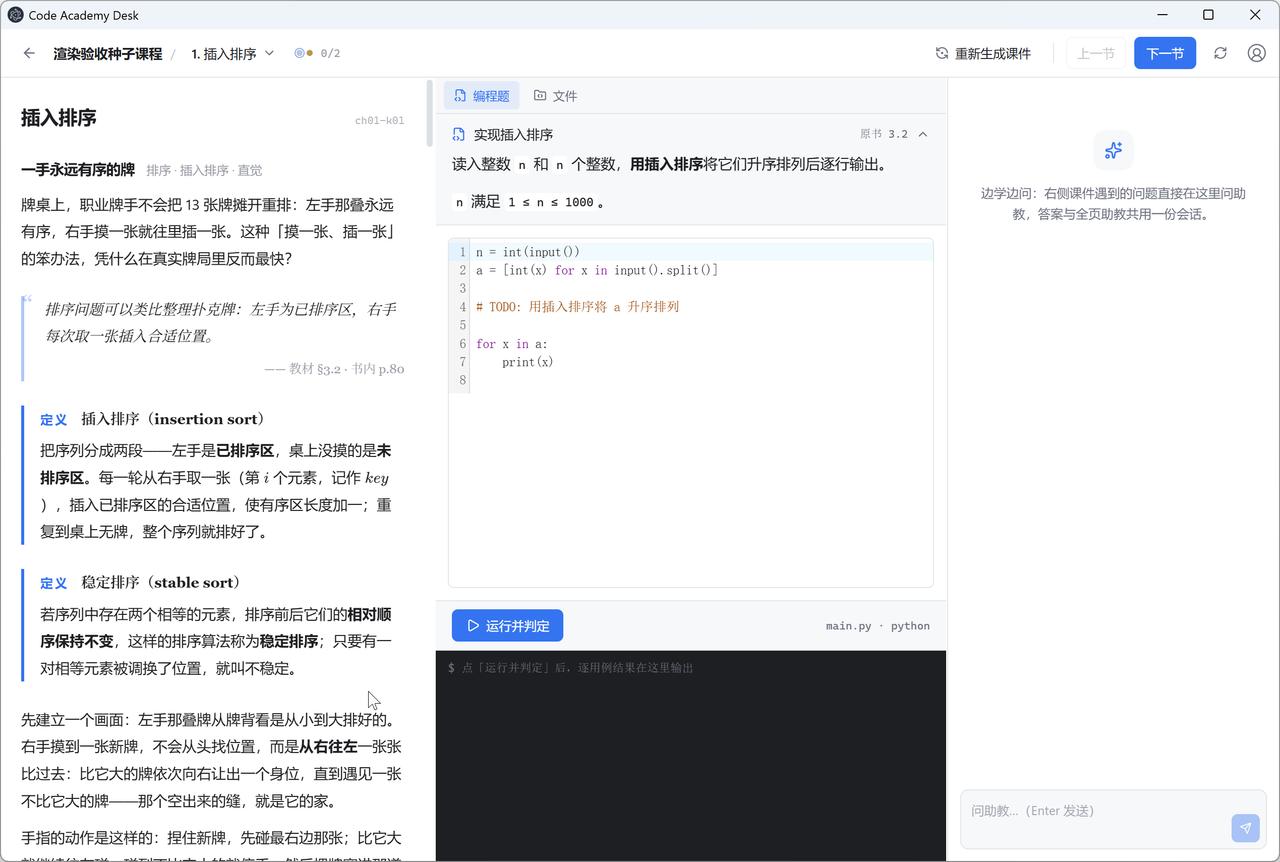 Code Academy Desk
渲染验收种子课程 / 1. 插入排序 0/2
重新生成课件 上一节 下一节
插入排序
ch01-k01
一手永远有序的牌 排序 · 插入排序 · 直觉
牌桌上，职业牌手不会把 13 张牌摊开重排：左手那叠永远
有序，右手摸一张就往里插一张。这种「摸一张、插一张」
的笨办法，凭什么在真实牌局里反而最快？
“
排序问题可以类比整理扑克牌：左手为已排序区，右手
每次取一张插入合适位置。
—— 教材 §3.2 · 书内 p.80
定义 插入排序（insertion sort）
把序列分成两段——左手是已排序区，桌上没摸的是未
排序区。每一轮从右手取一张（第 i 个元素，记作 key
），插入已排序区的合适位置，使有序区长度加一；重
复到桌上无牌，整个序列就排好了。
定义 稳定排序（stable sort）
若序列中存在两个相等的元素，排序前后它们的相对顺
序保持不变，这样的排序算法称为稳定排序；只要有一
对相等元素被调换了位置，就叫不稳定。
先建立一个画面：左手那叠牌从牌背看是从小到大排好的。
右手摸到一张新牌，不会从头找位置，而是从右往左一张张
比过去：比它大的牌依次向右让出一个身位，直到遇见一张
不比它大的牌——那个空出来的缝，就是它的家。
手指的动作是这样的：捏住新牌，先碰最右边那张；比它大
编程题 文件
实现插入排序
原书 3.2
读入整数 n 和 n 个整数，用插入排序将它们升序排列后逐行输出。
n 满足 1 ≤ n ≤ 1000 。
1 n = int(input())
2 a = [int(x) for x in input().split()]
3
4 # TODO: 用插入排序将 a 升序排列
5
6 for x in a:
7     print(x)
8
运行并判定
main.py · python
$ 点「运行并判定」后，逐用例结果在这里输出
边学边问：右侧课件遇到的问题直接在这里问助
教，答案与全页助教共用一份会话。
问助教…（Enter 发送）